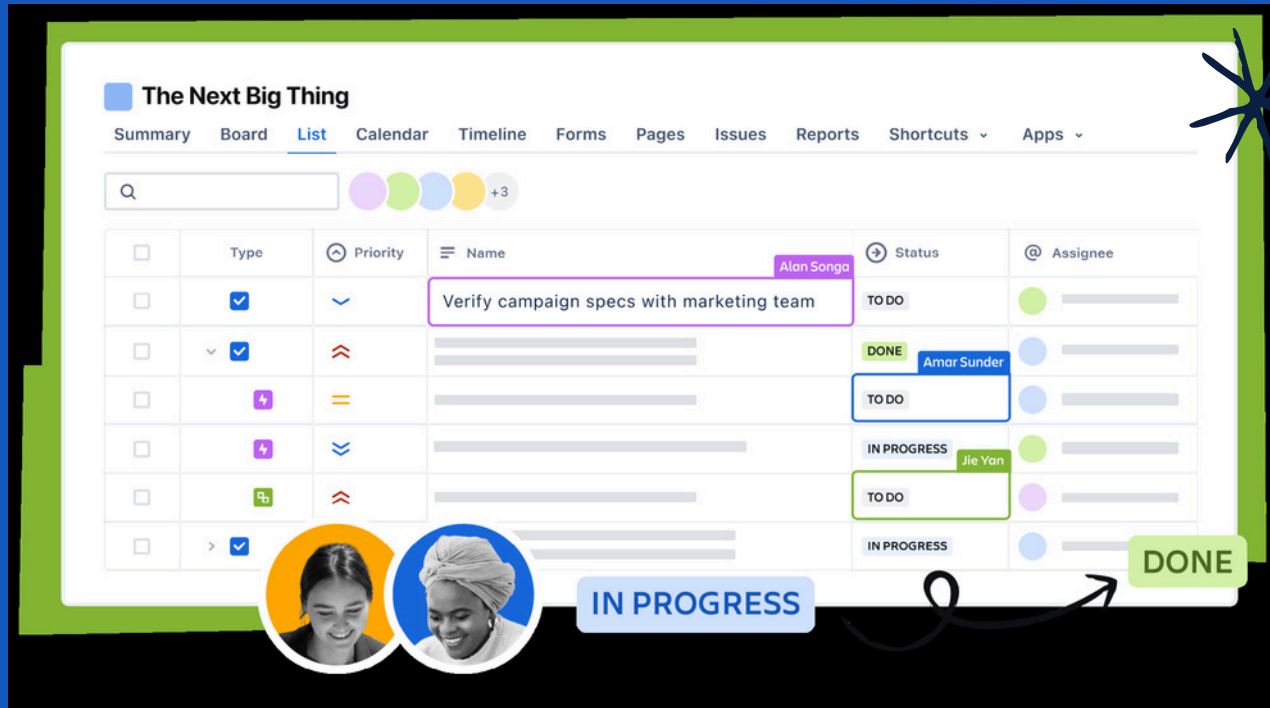 The Next Big Thing
Summary Board List Calendar Timeline Forms Pages Issues Reports Shortcuts Apps
+3
Type Priority Name Status @ Assignee
Alan Songa
Verify campaign specs with marketing team TO DO
DONE
Amar Sunder
TO DO
IN PROGRESS
Jie Yan
TO DO
IN PROGRESS
DONE
IN PROGRESS